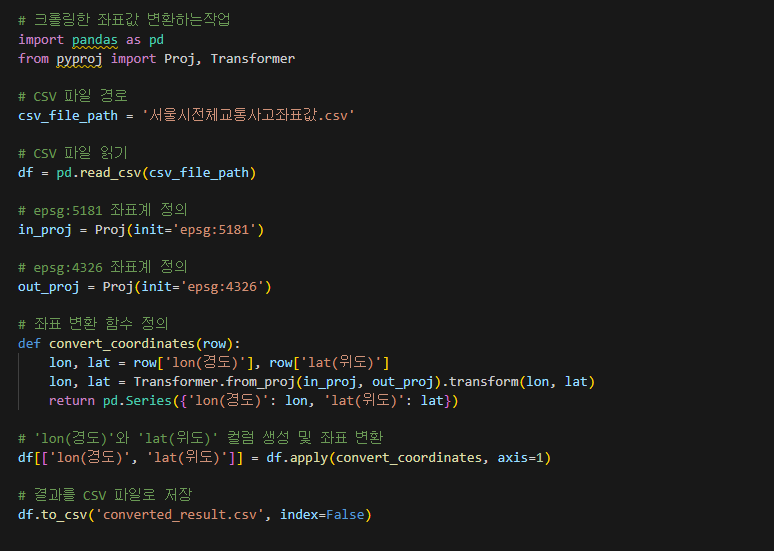 # 크롤링한 좌표값 변환하는작업
import pandas as pd
from pyproj import Proj, Transformer
# CSV 파일 경로
csv_file_path = '서울시전체교통사고좌표값.csv'
# CSV 파일 읽기
df = pd.read_csv(csv_file_path)
# epsg:5181 좌표계 정의
in_proj = Proj(init='epsg:5181')
# epsg:4326 좌표계 정의
out_proj = Proj(init='epsg:4326')
# 좌표 변환 함수 정의
def convert_coordinates(row):
    lon, lat = row['lon(경도)'], row['lat(위도)']
    lon, lat = Transformer.from_proj(in_proj, out_proj).transform(lon, lat)
    return pd.Series({'lon(경도)': lon, 'lat(위도)': lat})
# 'lon(경도)'와 'lat(위도)' 컬럼 생성 및 좌표 변환
df[['lon(경도)', 'lat(위도)']] = df.apply(convert_coordinates, axis=1)
# 결과를 CSV 파일로 저장
df.to_csv('converted_result.csv', index=False)